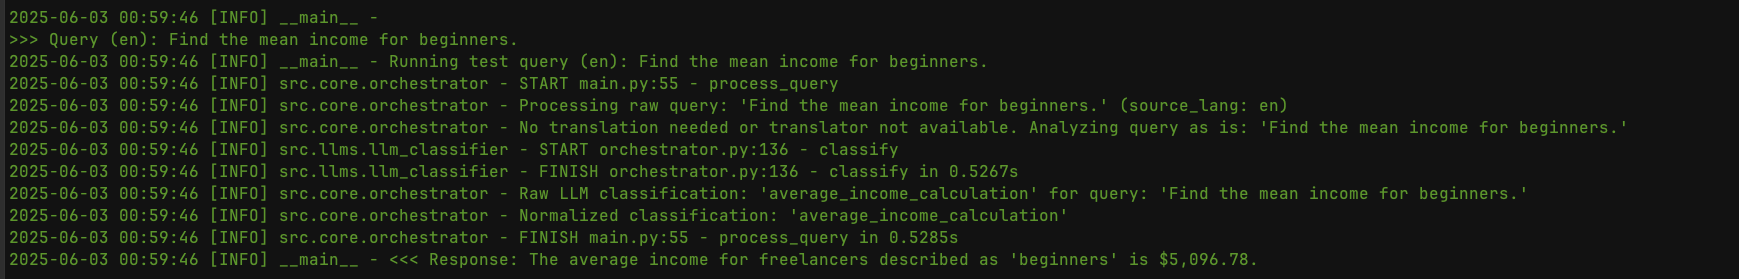 2025-06-03 00:59:46 [INFO] __main__ -
>>> Query (en): Find the mean income for beginners.
2025-06-03 00:59:46 [INFO] __main__ - Running test query (en): Find the mean income for beginners.
2025-06-03 00:59:46 [INFO] src.core.orchestrator - START main.py:55 - process_query
2025-06-03 00:59:46 [INFO] src.core.orchestrator - Processing raw query: 'Find the mean income for beginners.' (source_lang: en)
2025-06-03 00:59:46 [INFO] src.core.orchestrator - No translation needed or translator not available. Analyzing query as is: 'Find the mean income for beginners.'
2025-06-03 00:59:46 [INFO] src.llms.llm_classifier - START orchestrator.py:136 - classify
2025-06-03 00:59:46 [INFO] src.llms.llm_classifier - FINISH orchestrator.py:136 - classify in 0.5267s
2025-06-03 00:59:46 [INFO] src.core.orchestrator - Raw LLM classification: 'average_income_calculation' for query: 'Find the mean income for beginners.'
2025-06-03 00:59:46 [INFO] src.core.orchestrator - Normalized classification: 'average_income_calculation'
2025-06-03 00:59:46 [INFO] src.core.orchestrator - FINISH main.py:55 - process_query in 0.5285s
2025-06-03 00:59:46 [INFO] __main__ - <<< Response: The average income for freelancers described as 'beginners' is $5,096.78.